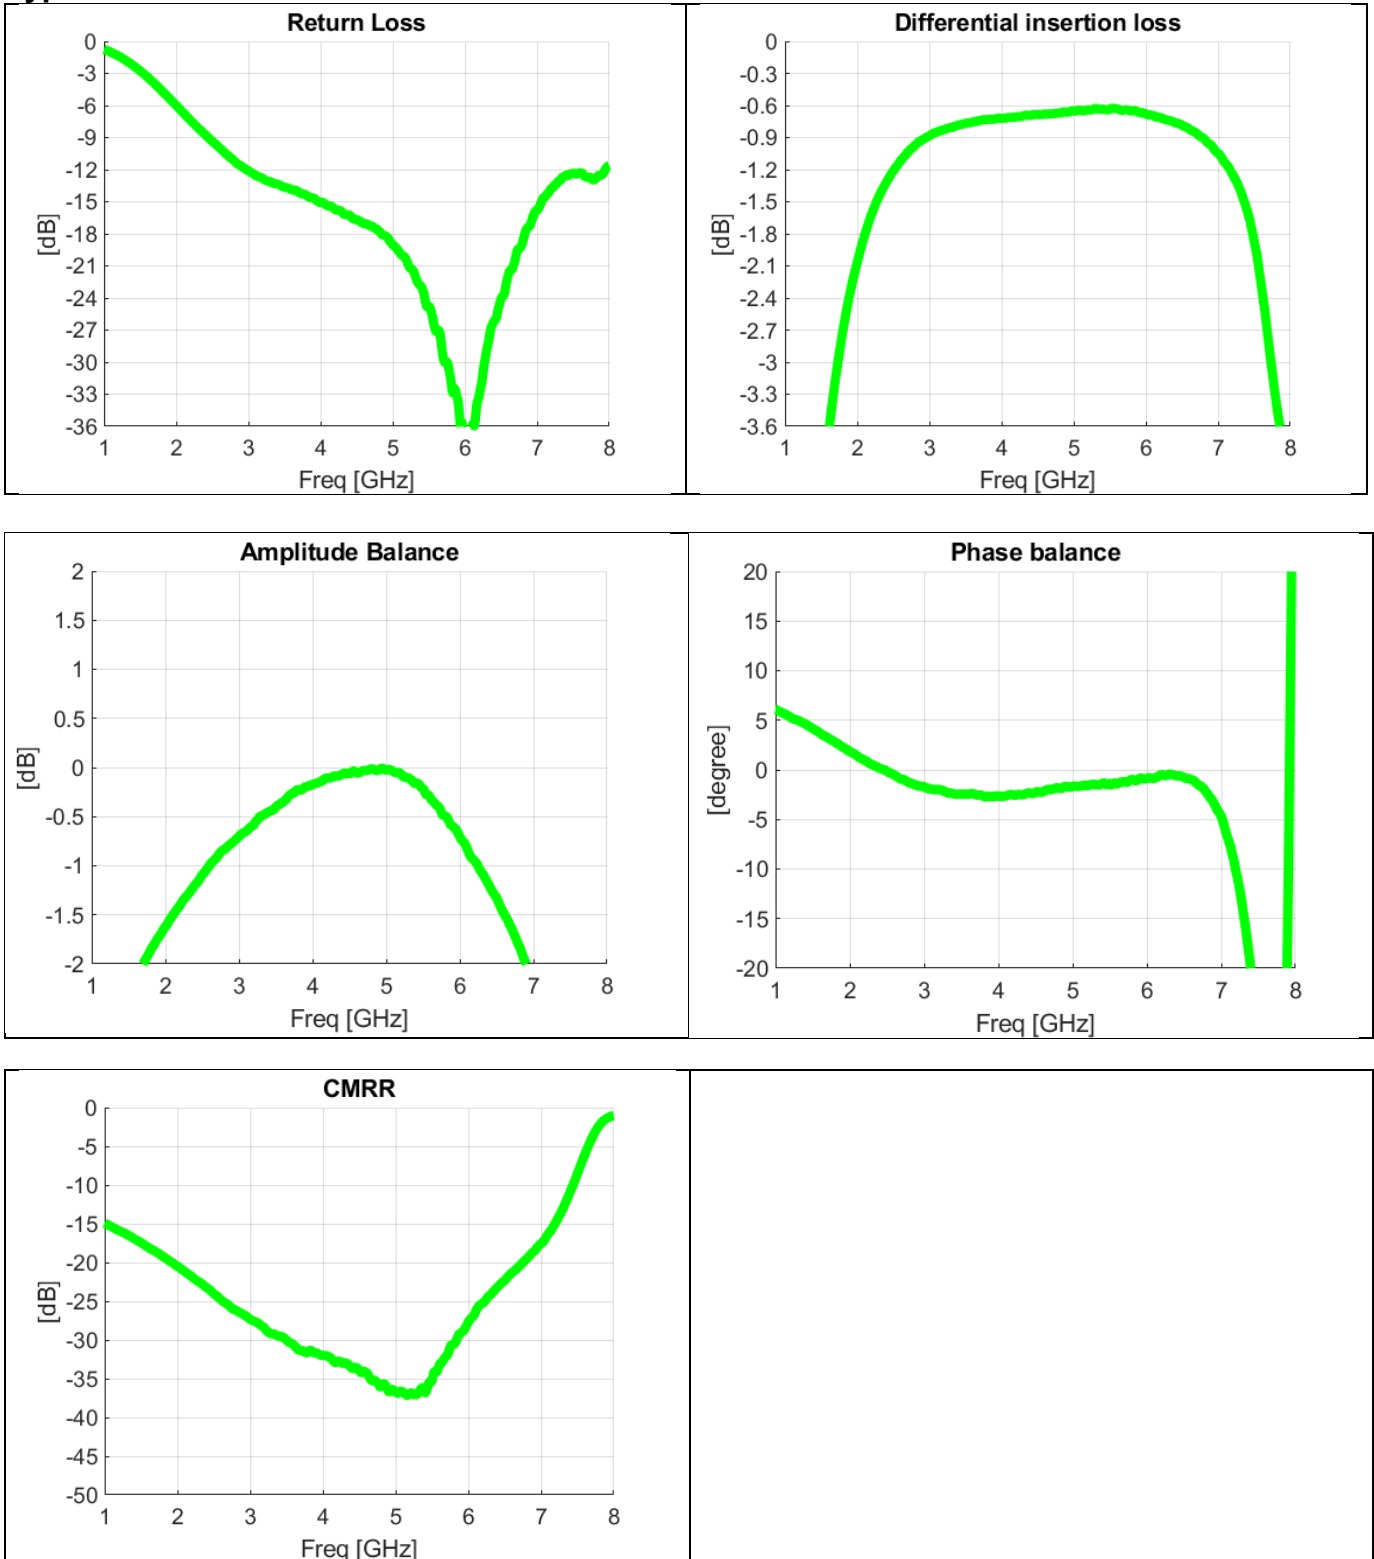 Return Loss
0
-3
-6
-9
-12
-15
-18
-21
-24
-27
-30
-33
-36
[dB]
1 2 3 4 5 6 7 8
Freq [GHz]
Differential insertion loss
0
-0.3
-0.6
-0.9
-1.2
-1.5
-1.8
-2.1
-2.4
-2.7
-3
-3.3
-3.6
[dB]
1 2 3 4 5 6 7 8
Freq [GHz]
Amplitude Balance
2
1.5
1
0.5
0
-0.5
-1
-1.5
-2
[dB]
1 2 3 4 5 6 7 8
Freq [GHz]
Phase balance
20
15
10
5
0
-5
-10
-15
-20
[degree]
1 2 3 4 5 6 7 8
Freq [GHz]
CMRR
0
-5
-10
-15
-20
-25
-30
-35
-40
-45
-50
[dB]
1 2 3 4 5 6 7 8
Freq [GHz]